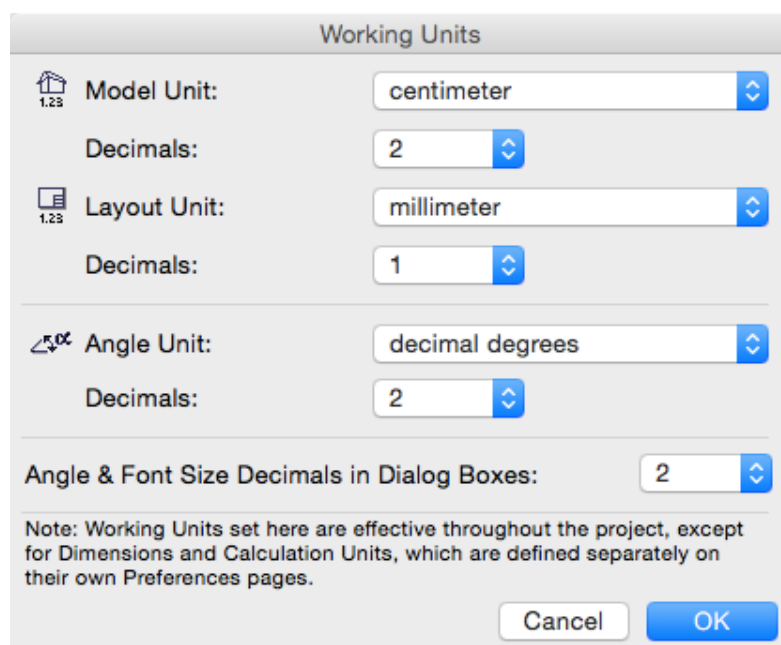 Working Units
1.23 Model Unit: centimeter
Decimals: 2
1.23 Layout Unit: millimeter
Decimals: 1
α Angle Unit: decimal degrees
Decimals: 2
Angle & Font Size Decimals in Dialog Boxes: 2
Note: Working Units set here are effective throughout the project, except
for Dimensions and Calculation Units, which are defined separately on
their own Preferences pages.
Cancel OK